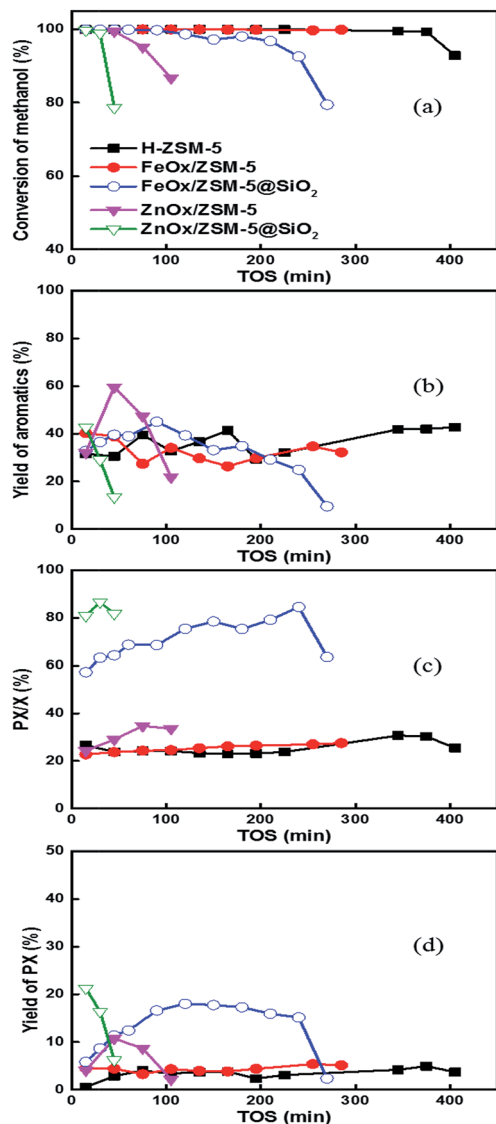 100
80
60
40
Conversion of methanol (%)
(a)
H-ZSM-5
FeOx/ZSM-5
FeOx/ZSM-5@SiO₂
ZnOx/ZSM-5
ZnOx/ZSM-5@SiO₂
0 100 200 300 400
TOS (min)
100
80
60
40
20
0
Yield of aromatics (%)
(b)
0 100 200 300 400
TOS (min)
100
80
60
40
20
0
PX/X (%)
(c)
0 100 200 300 400
TOS (min)
50
40
30
20
10
0
Yield of PX (%)
(d)
0 100 200 300 400
TOS (min)